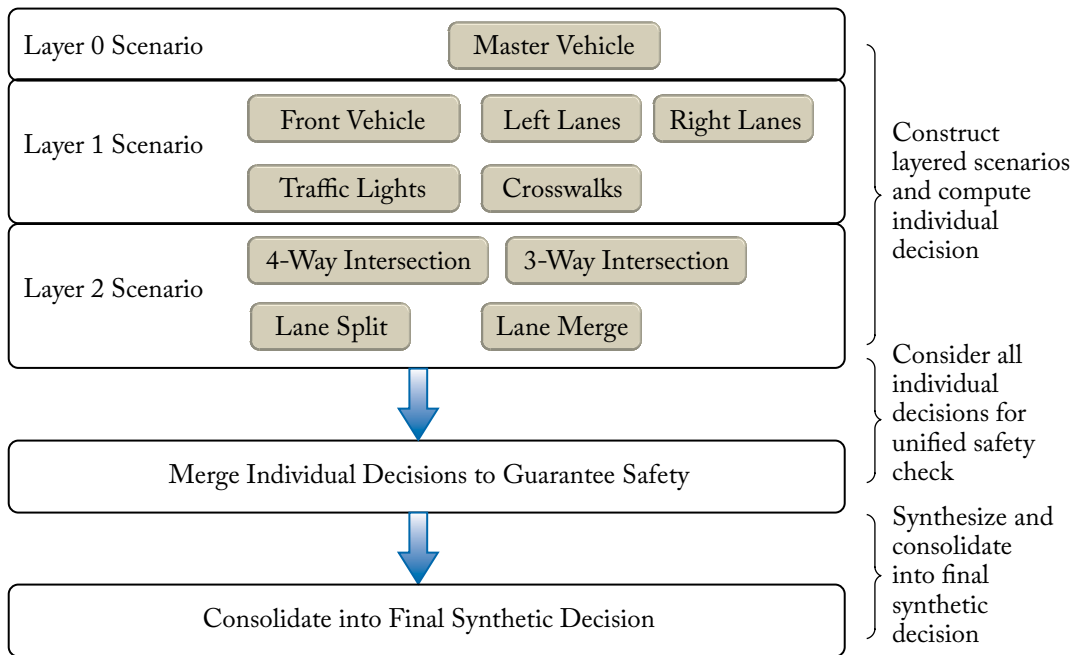 Layer 0 Scenario
Master Vehicle
Layer 1 Scenario
Front Vehicle
Left Lanes
Right Lanes
Traffic Lights
Crosswalks
Layer 2 Scenario
4-Way Intersection
3-Way Intersection
Lane Split
Lane Merge
Construct
layered scenarios
and compute
individual
decision
Consider all
individual
decisions for
unified safety
check
Merge Individual Decisions to Guarantee Safety
Synthesize and
consolidate
into final
synthetic
decision
Consolidate into Final Synthetic Decision